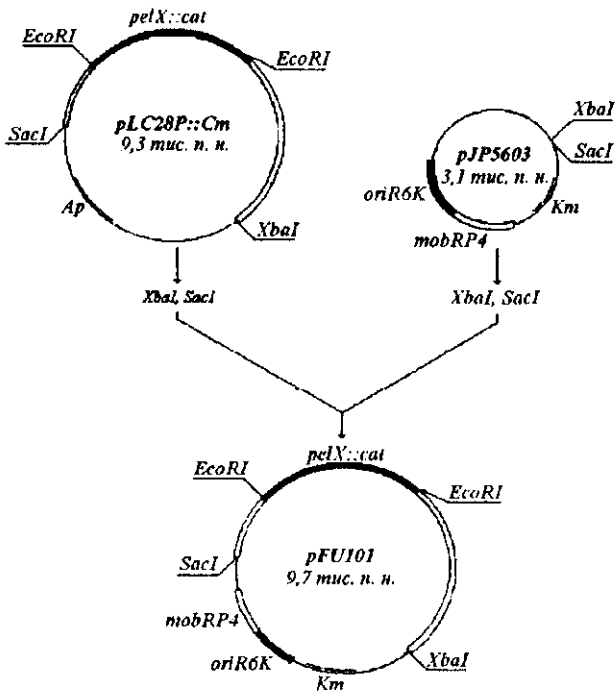 pelX::cat
EcoRI
EcoRI
pLC28P::Cm
9,3 тис. п. н.
SacI
Ap
XbaI
XbaI
SacI
pJP5603
3,1 тис. п. н.
oriR6K
Km
mobRP4
XbaI, SacI
XbaI, SacI
pelX::cat
EcoRI
EcoRI
pFU101
9,7 тис. п. н.
SacI
mobRP4
oriR6K
Km
XbaI